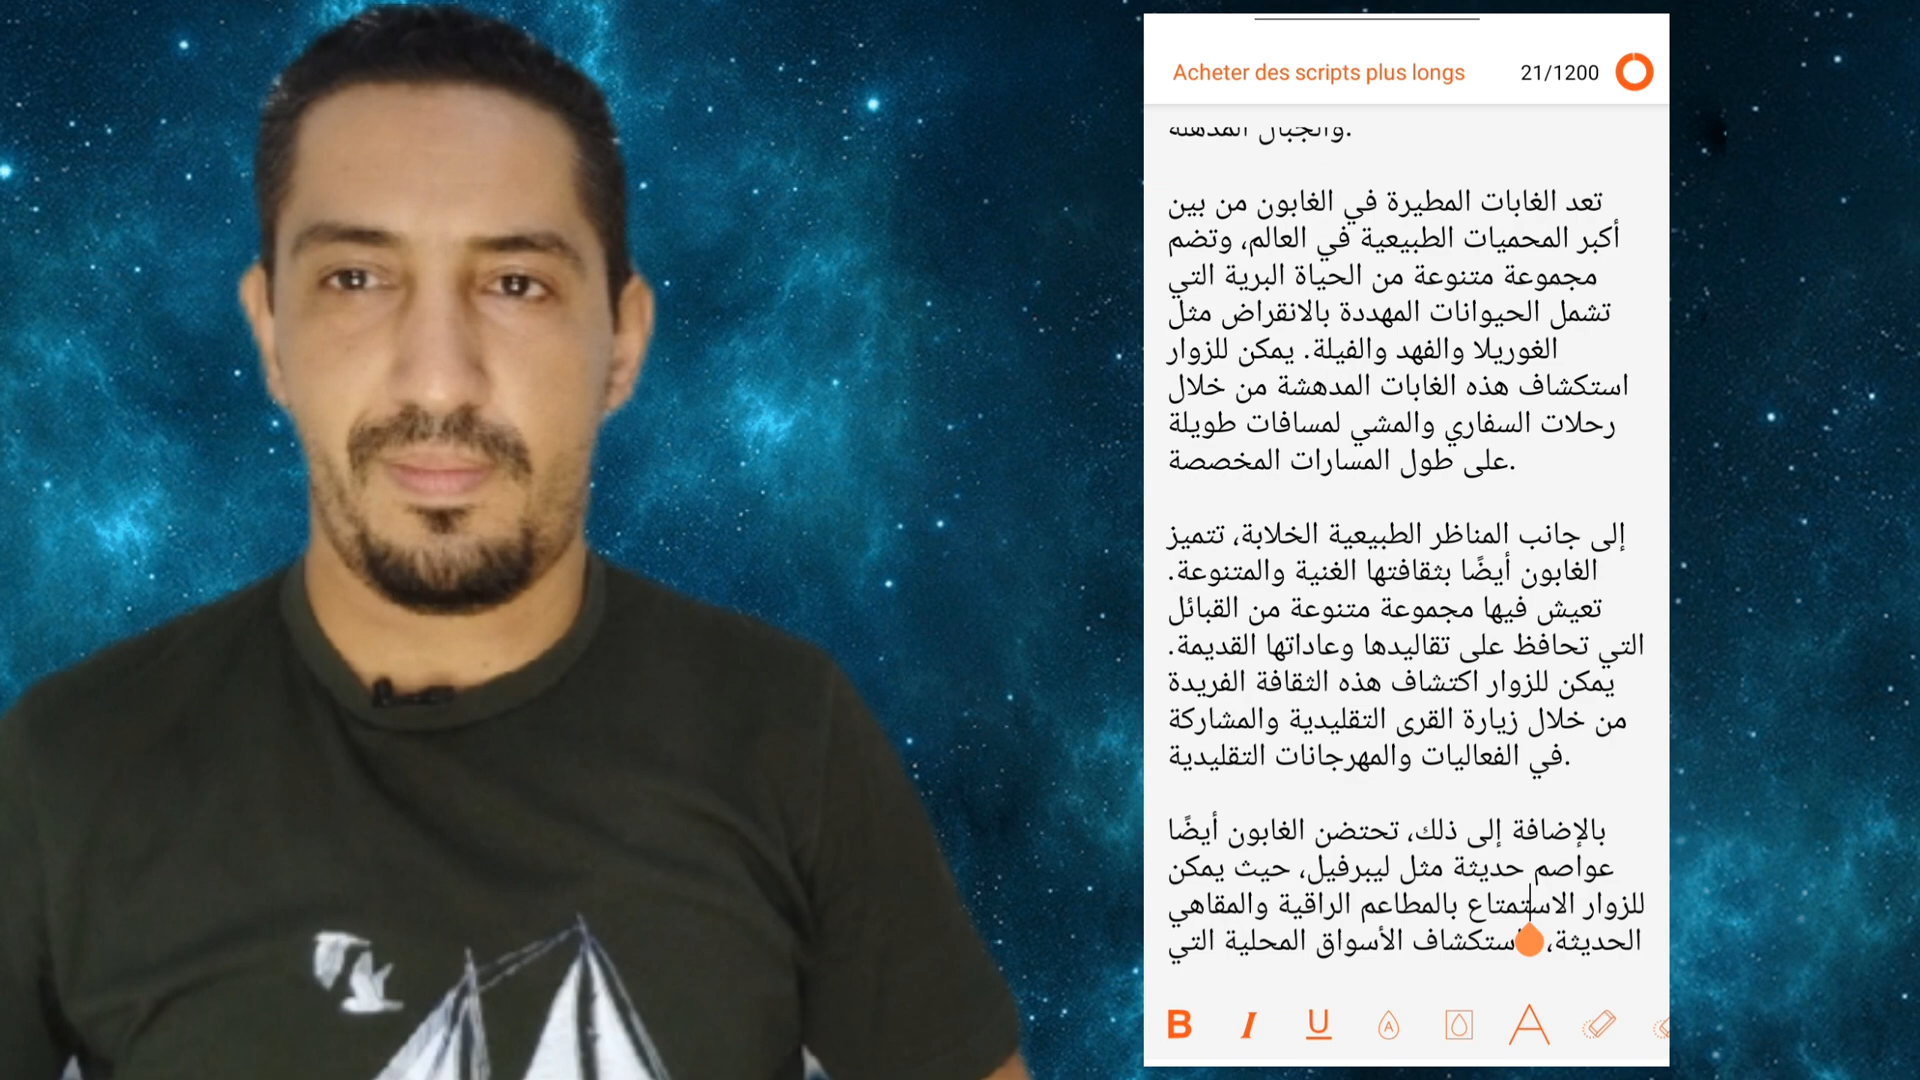 Acheter des scripts plus longs
21/1200
والجبال المذهلة.
تعد الغابات المطيرة في الغابون من بين
أكبر المحميات الطبيعية في العالم، وتضم
مجموعة متنوعة من الحياة البرية التي
تشمل الحيوانات المهددة بالانقراض مثل
الغوريلا والفهد والفيلة. يمكن للزوار
استكشاف هذه الغابات المدهشة من خلال
رحلات السفاري والمشي لمسافات طويلة
على طول المسارات المخصصة.
إلى جانب المناظر الطبيعية الخلابة، تتميز
الغابون أيضًا بثقافتها الغنية والمتنوعة.
تعيش فيها مجموعة متنوعة من القبائل
التي تحافظ على تقاليدها وعاداتها القديمة.
يمكن للزوار اكتشاف هذه الثقافة الفريدة
من خلال زيارة القرى التقليدية والمشاركة
في الفعاليات والمهرجانات التقليدية.
بالإضافة إلى ذلك، تحتضن الغابون أيضًا
عواصم حديثة مثل ليبرفيل، حيث يمكن
للزوار الاستمتاع بالمطاعم الراقية والمقاهي
الحديثة، استكشاف الأسواق المحلية التي
B I U A A